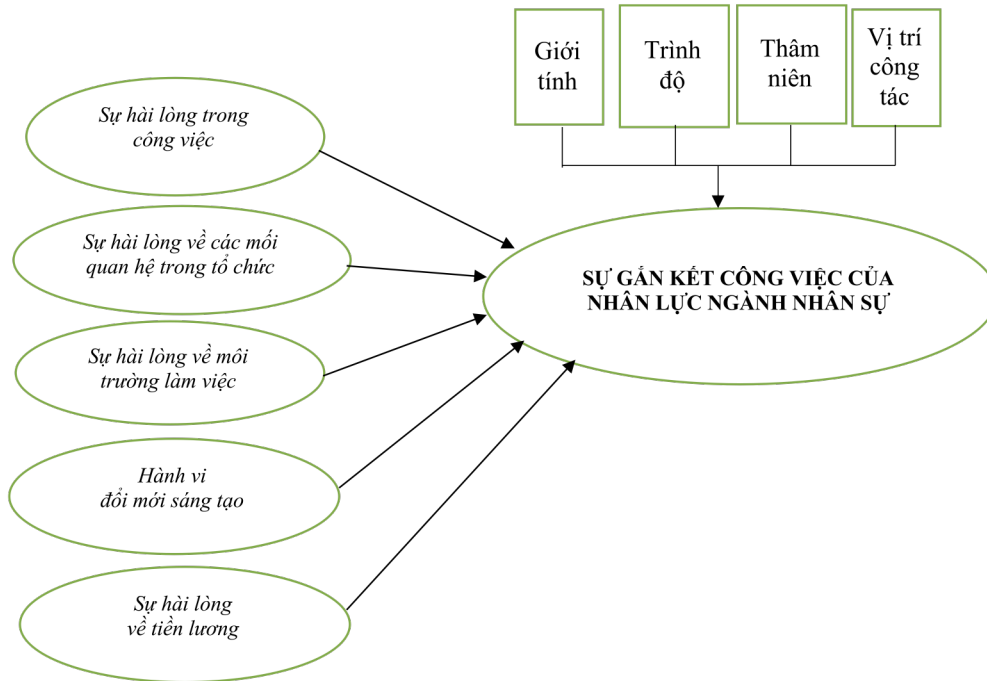 Giới
tính
Trình
độ
Thâm
niên
Vị trí
công
tác
Sự hài lòng trong
công việc
Sự hài lòng về các mối
quan hệ trong tổ chức
Sự hài lòng về môi
trường làm việc
Hành vi
đổi mới sáng tạo
Sự hài lòng
về tiền lương
SỰ GẮN KẾT CÔNG VIỆC CỦA
NHÂN LỰC NGÀNH NHÂN SỰ